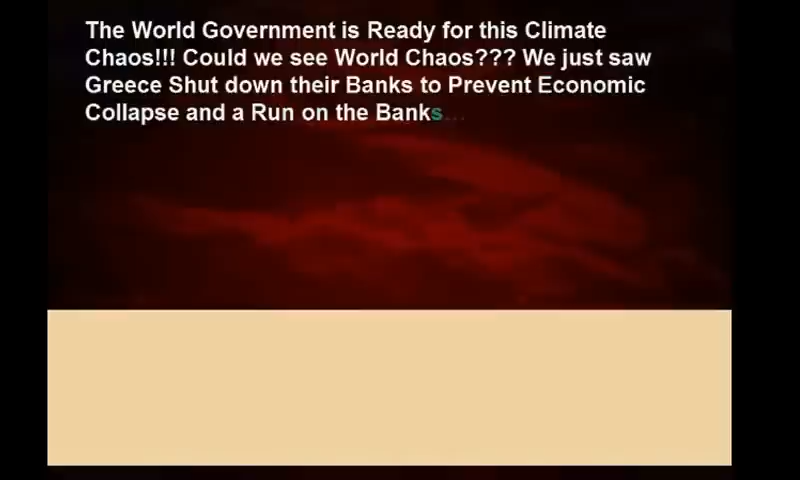 The World Government is Ready for this Climate
Chaos!!! Could we see World Chaos??? We just saw
Greece Shut down their Banks to Prevent Economic
Collapse and a Run on the Banks...